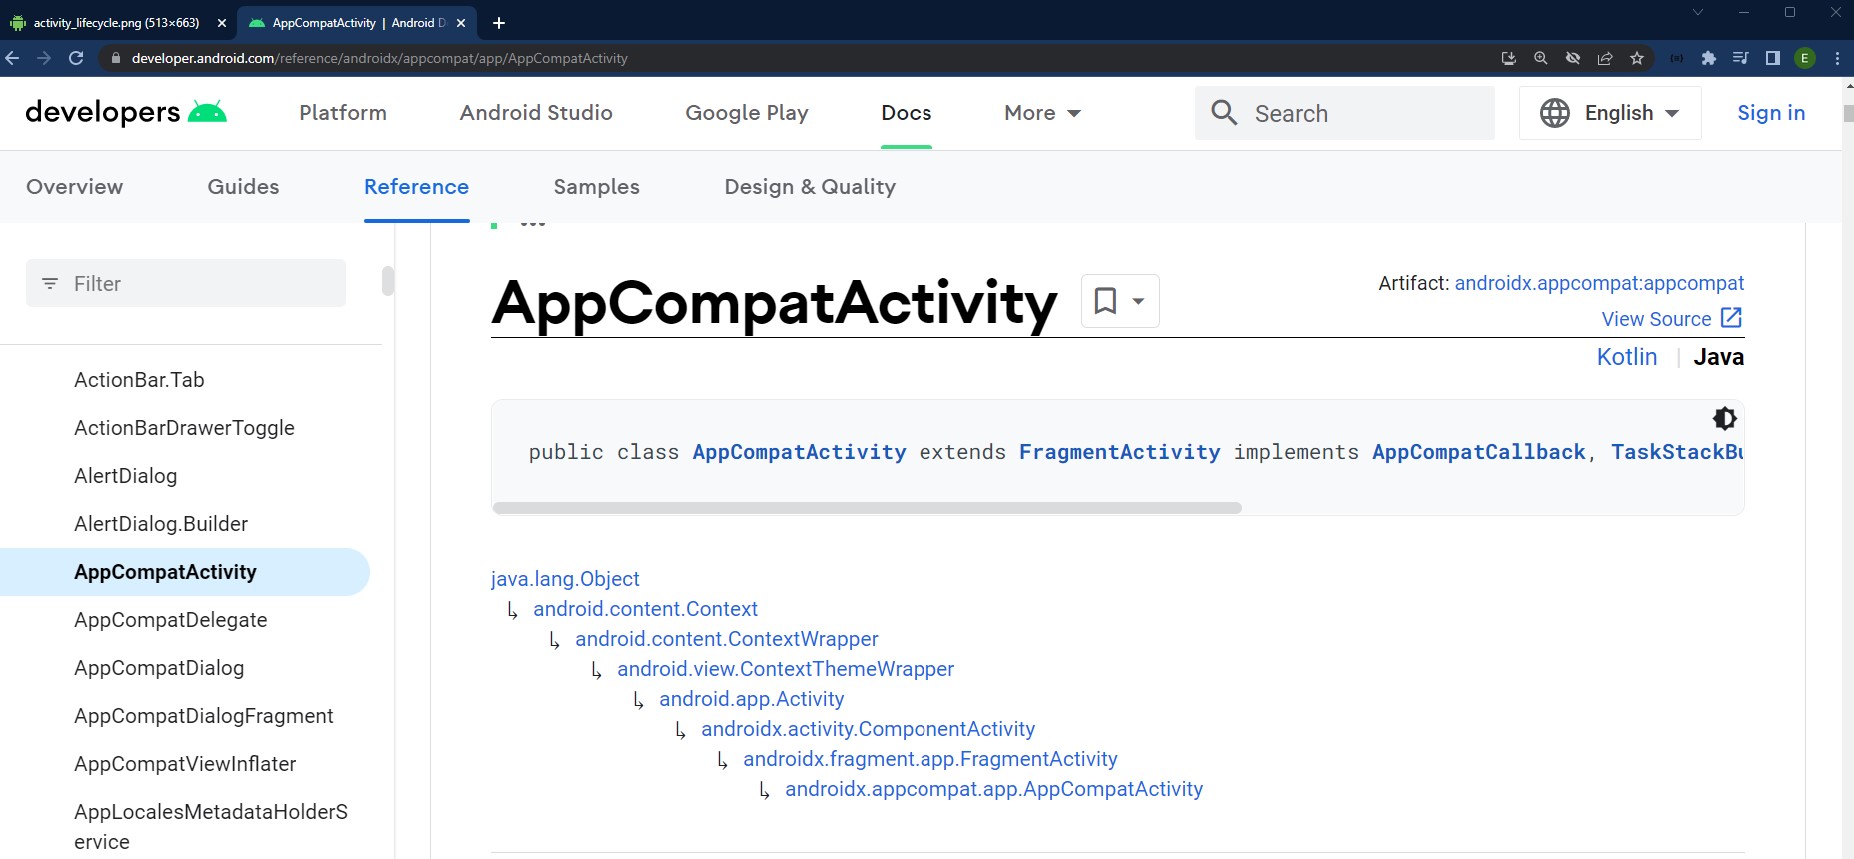 activity_lifecycle.png (513×663)
AppCompatActivity | Android D
developer.android.com/reference/androidx/appcompat/app/AppCompatActivity
E
developers
Platform
Android Studio
Google Play
Docs
More
Search
English
Sign in
Overview
Guides
Reference
Samples
Design & Quality
Filter
ActionBar.Tab
ActionBarDrawerToggle
AlertDialog
AlertDialog.Builder
AppCompatActivity
AppCompatDelegate
AppCompatDialog
AppCompatDialogFragment
AppCompatViewInflater
AppLocalesMetadataHolderS
ervice
AppCompatActivity
Artifact: androidx.appcompat:appcompat
View Source
Kotlin | Java
public class AppCompatActivity extends FragmentActivity implements AppCompatCallback, TaskStackBu
java.lang.Object
↳ android.content.Context
↳ android.content.ContextWrapper
↳ android.view.ContextThemeWrapper
↳ android.app.Activity
↳ androidx.activity.ComponentActivity
↳ androidx.fragment.app.FragmentActivity
↳ androidx.appcompat.app.AppCompatActivity